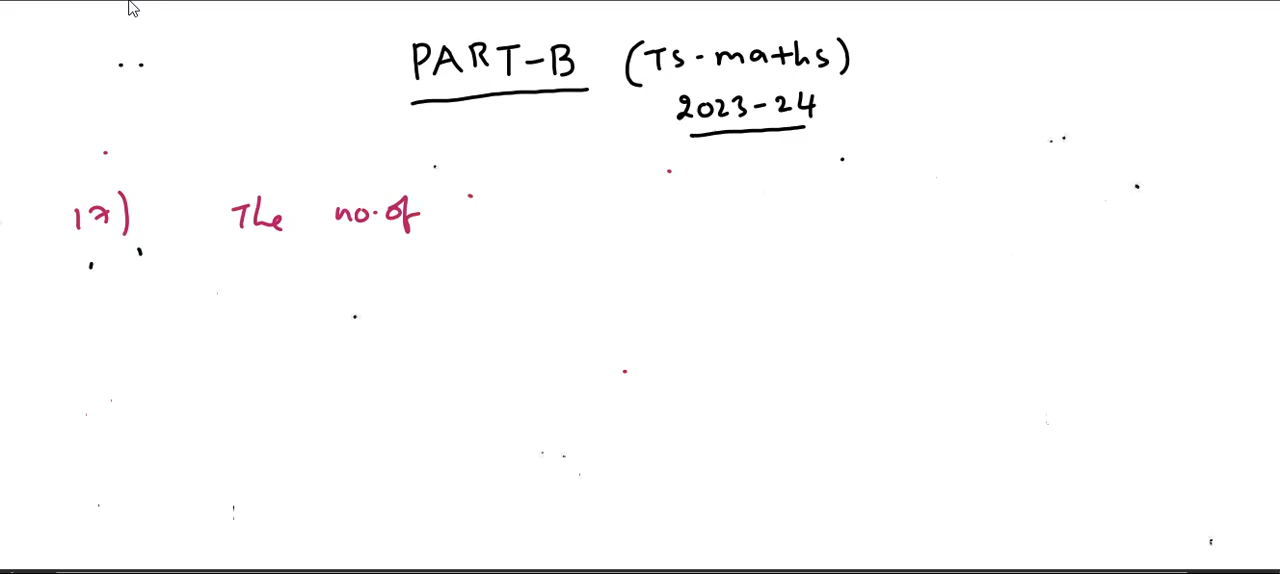 PART-B (TS-maths)
2023-24
17) The no. of